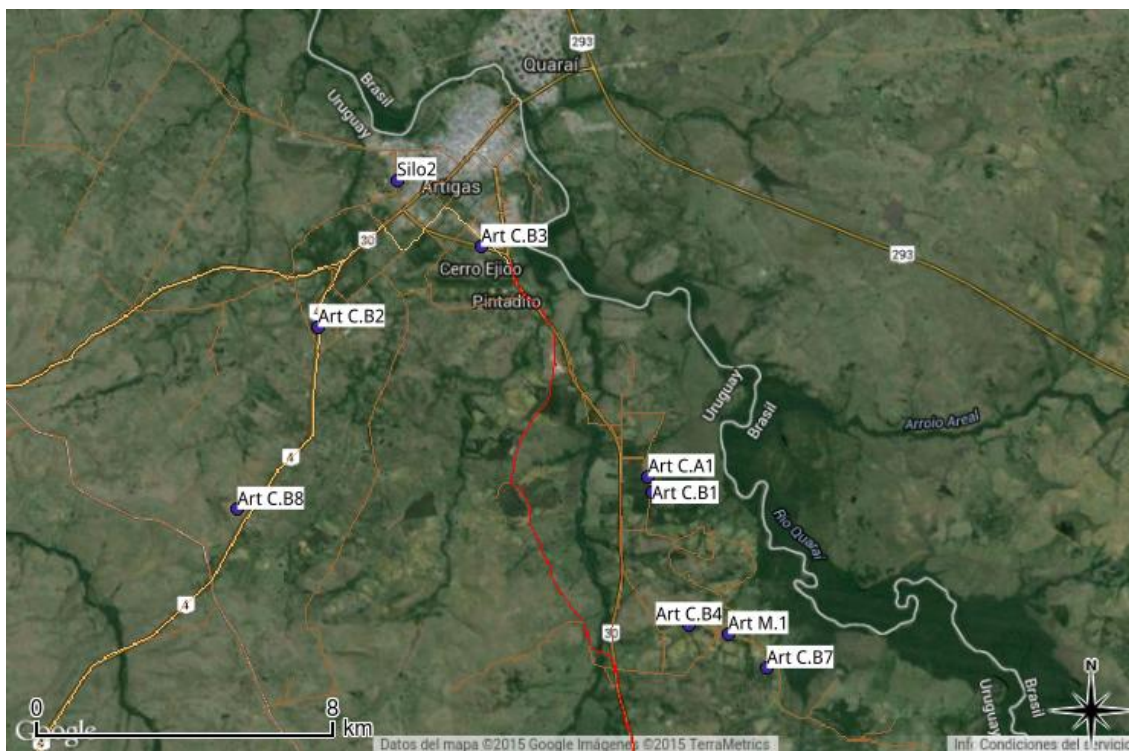 293
Quaraí
Brasil
Uruguay
Silo2
Artigas
30
Art C.B3
293
Cerro Ejido
Pintadito
Art C.B2
Uruguay
Brasil
Arroio Areal
4
Art C.A1
Art C.B1
Art C.B8
Río Quaraí
4
Art C.B4
Art M.1
30
Art C.B7
N
Brasil
Uruguay
0 8
km
Google
4
Datos del mapa ©2015 Google Imágenes ©2015 TerraMetrics
Condiciones del servicio